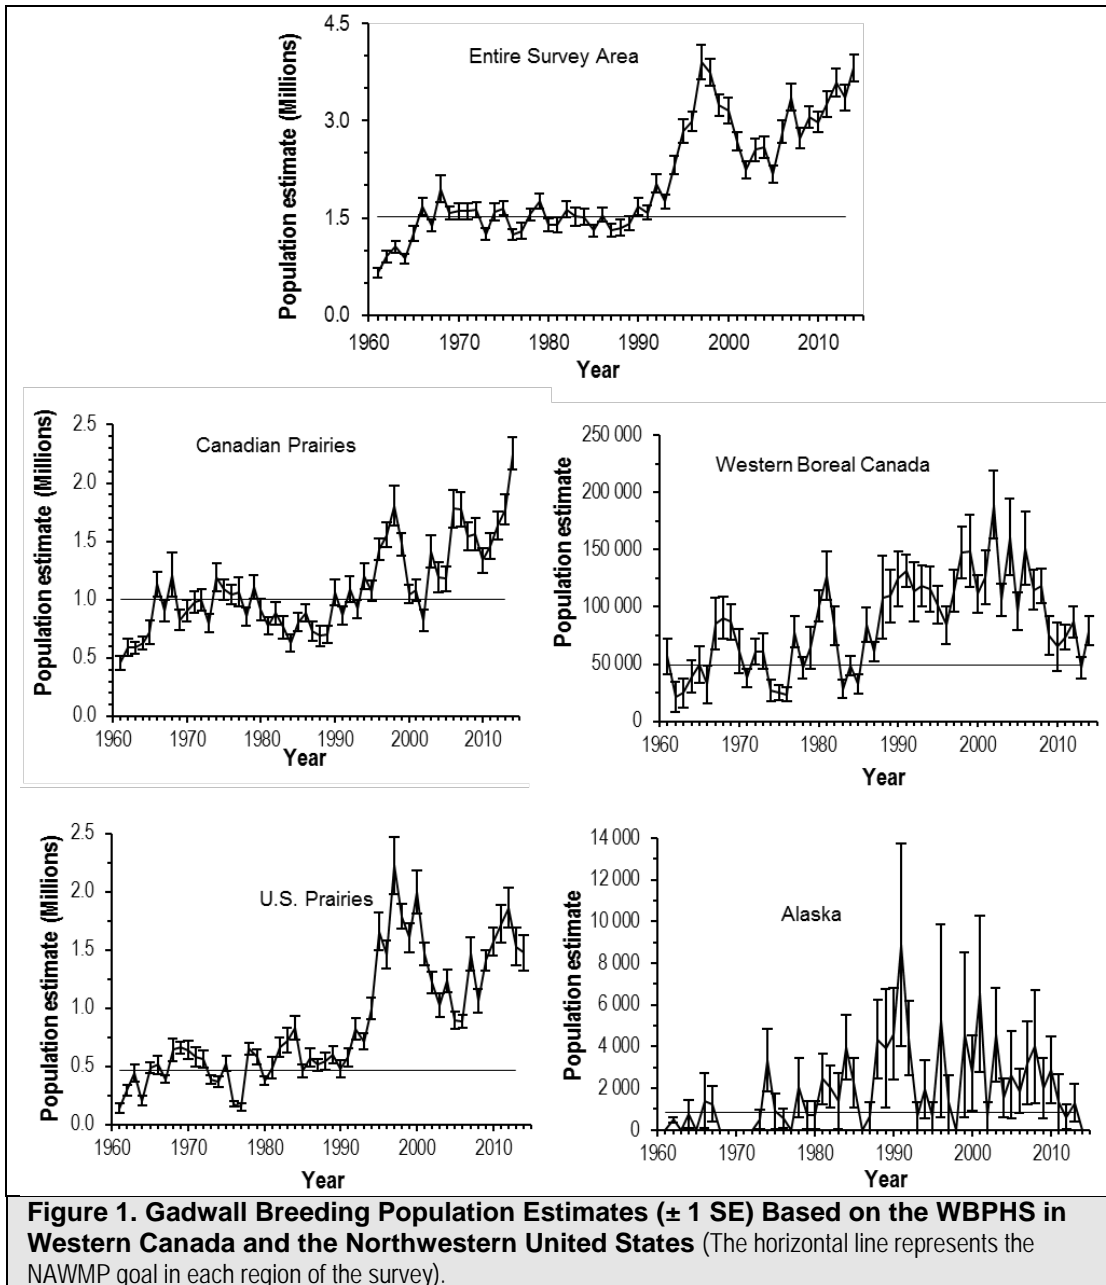 Entire Survey Area
Population estimate (Millions)
4.5
3.0
1.5
0.0
1960 1970 1980 1990 2000 2010
Year
Canadian Prairies
Population estimate (Millions)
2.5
2.0
1.5
1.0
0.5
0.0
1960 1970 1980 1990 2000 2010
Year
Western Boreal Canada
Population estimate
250 000
200 000
150 000
100 000
50 000
0
1960 1970 1980 1990 2000 2010
Year
U.S. Prairies
Population estimate (Millions)
2.5
2.0
1.5
1.0
0.5
0.0
1960 1970 1980 1990 2000 2010
Year
Alaska
Population estimate
14 000
12 000
10 000
8 000
6 000
4 000
2 000
0
1960 1970 1980 1990 2000 2010
Year
Figure 1. Gadwall Breeding Population Estimates (± 1 SE) Based on the WBPHS in
Western Canada and the Northwestern United States (The horizontal line represents the
NAWMP goal in each region of the survey).